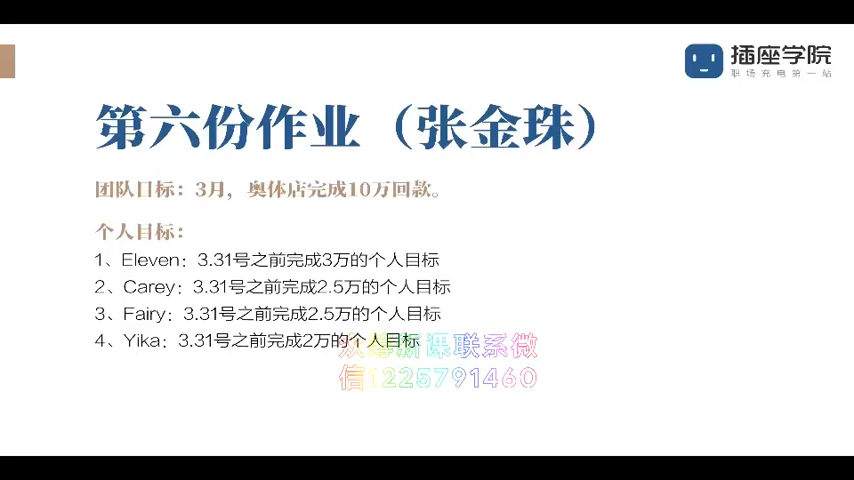 插座学院
职场充电第一站
第六份作业（张金珠）
团队目标：3月，奥体店完成10万回款。
个人目标：
1、Eleven：3.31号之前完成3万的个人目标
2、Carey：3.31号之前完成2.5万的个人目标
3、Fairy：3.31号之前完成2.5万的个人目标
4、Yika：3.31号之前完成2万的个人目标
新课联系微
信1225791460